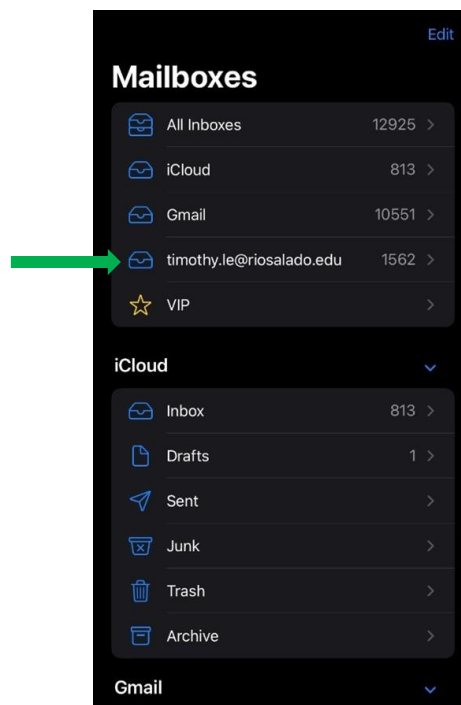 Edit
Mailboxes
All Inboxes 12925
iCloud 813
Gmail 10551
timothy.le@riosalado.edu 1562
VIP
iCloud
Inbox 813
Drafts 1
Sent
Junk
Trash
Archive
Gmail